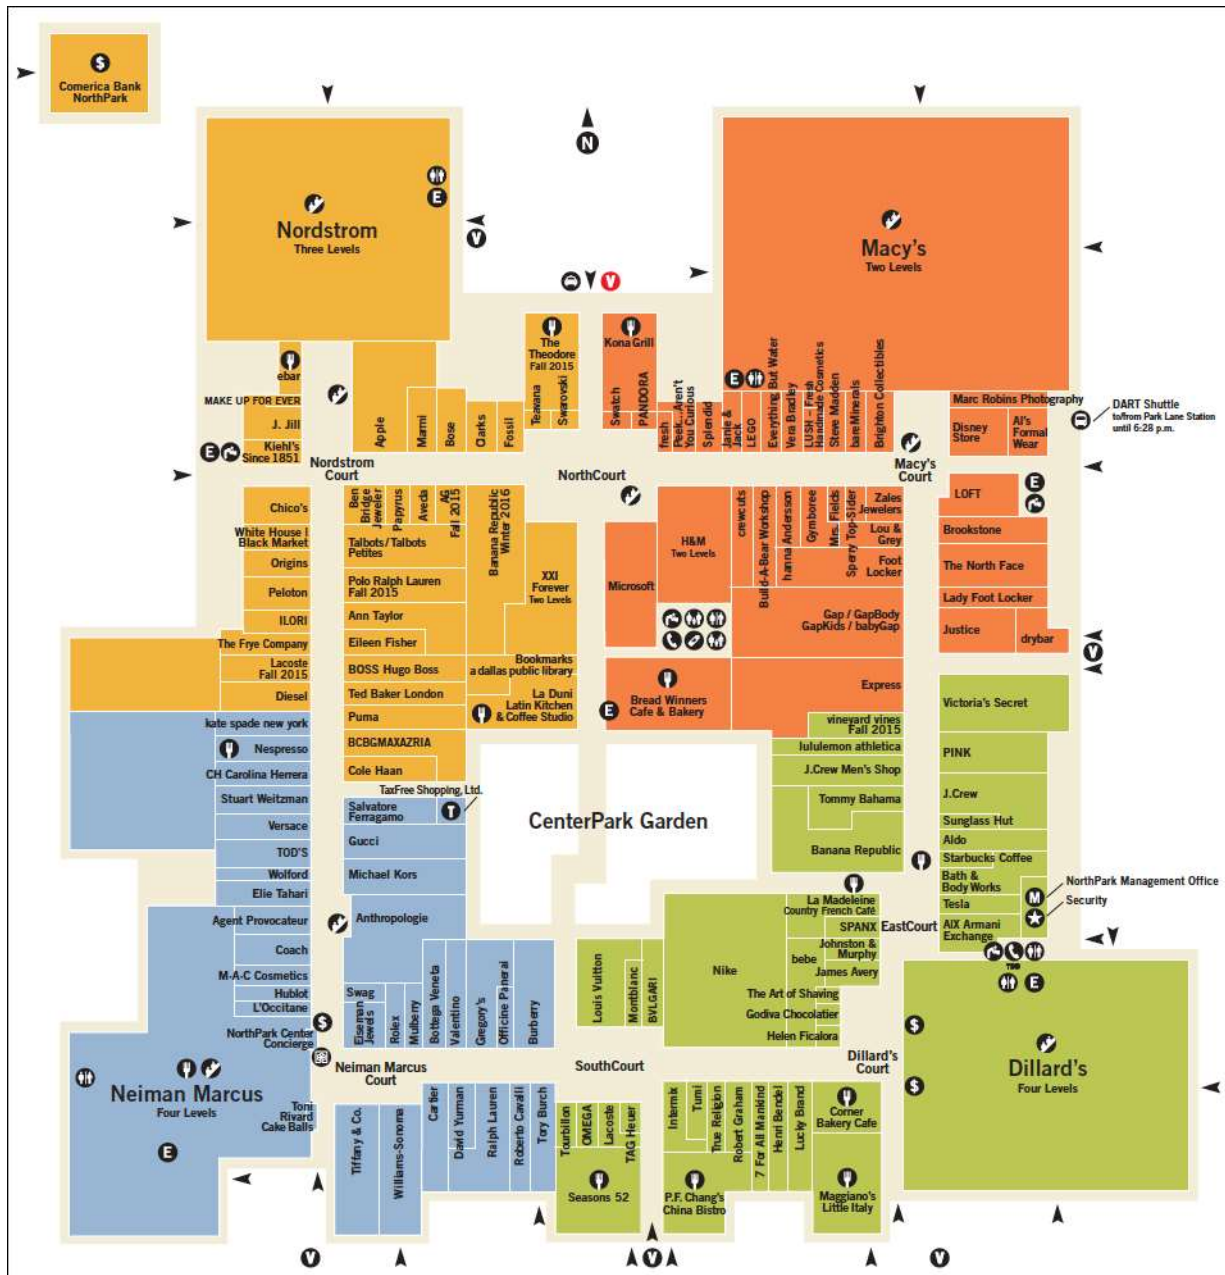 $
Comerica Bank
NorthPark
N
Nordstrom
Three Levels
E
V
Macy's
Two Levels
V
The
Theodore
Fall 2015
Kona Grill
Teavana
Swarovski
Swatch
PANDORA
ebar
MAKE UP FOR EVER
J. Jill
Kiehl's
Since 1851
E
Apple
Marni
Bose
Clarks
Fossil
fresh
Peek...Aren't
You Curious
Splendid
E
Janie &
Jack
LEGO
Everything But Water
Vera Bradley
LUSH – Fresh
Handmade Cosmetics
Steve Madden
bareMinerals
Brighton Collectibles
Marc Robins Photography
Disney
Store
Al's
Formal
Wear
DART Shuttle
to/from Park Lane Station
until 6:28 p.m.
Nordstrom
Court
NorthCourt
Macy's
Court
Chico's
White House |
Black Market
Origins
Peloton
ILORI
The Frye Company
Lacoste
Fall 2015
Diesel
Ben
Bridge
Jeweler
Papyrus
Aveda
AG
Fall 2015
Banana Republic
Winter 2016
Talbots/Talbots
Petites
Polo Ralph Lauren
Fall 2015
Ann Taylor
Eileen Fisher
BOSS Hugo Boss
Ted Baker London
Puma
BCBGMAXAZRIA
Cole Haan
XXI
Forever
Two Levels
Bookmarks
a dallas public library
La Duni
Latin Kitchen
& Coffee Studio
Microsoft
H&M
Two Levels
crewcuts
Build-A-Bear Workshop
hanna Andersson
Gymboree
Mrs. Fields
Sperry Top-Sider
Zales
Jewelers
Lou &
Grey
Foot
Locker
Gap / GapBody
GapKids / babyGap
E
Bread Winners
Cafe & Bakery
Express
LOFT
E
Brookstone
The North Face
Lady Foot Locker
Justice
drybar
V
kate spade new york
Nespresso
CH Carolina Herrera
Stuart Weitzman
Versace
TOD'S
Wolford
Elie Tahari
Agent Provocateur
Coach
M-A-C Cosmetics
Hublot
L'Occitane
NorthPark Center
Concierge
$
TaxFree Shopping, Ltd.
T
Salvatore
Ferragamo
Gucci
Michael Kors
Anthropologie
Swag
Eiseman
Jewels
Rolex
Mulberry
Bottega Veneta
Valentino
Gregory's
Officine Panerai
Burberry
CenterPark Garden
vineyard vines
Fall 2015
lululemon athletica
J.Crew Men's Shop
Tommy Bahama
Banana Republic
Victoria's Secret
PINK
J.Crew
Sunglass Hut
Aldo
Starbucks Coffee
Bath &
Body Works
Tesla
A|X Armani
Exchange
M
NorthPark Management Office
Security
La Madeleine
Country French Café
SPANX
EastCourt
Johnston &
Murphy
bebe
James Avery
Nike
The Art of Shaving
Godiva Chocolatier
Helen Ficalora
Louis Vuitton
Montblanc
BVLGARI
E
Neiman Marcus
Four Levels
Toni
Rivard
Cake Balls
E
Neiman Marcus
Court
SouthCourt
Dillard's
Court
$
$
Dillard's
Four Levels
Tiffany & Co.
Williams-Sonoma
Cartier
David Yurman
Ralph Lauren
Roberto Cavalli
Tory Burch
Tourbillon
OMEGA
Lacoste
TAG Heuer
Seasons 52
Intermix
Tumi
True Religion
Robert Graham
7 For All Mankind
Henri Bendel
Lucky Brand
P.F. Chang's
China Bistro
Corner
Bakery Cafe
Maggiano's
Little Italy
V
V
V